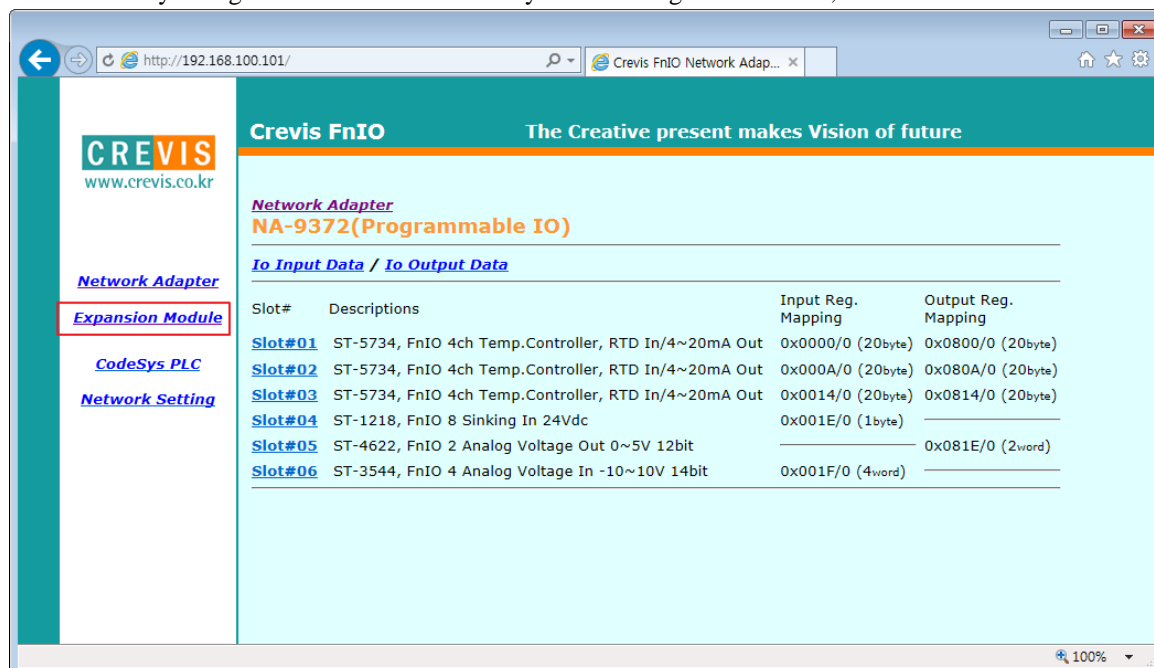 http://192.168.100.101/
Crevis FnIO Network Adap...
CREVIS
www.crevis.co.kr
Network Adapter
Expansion Module
CodeSys PLC
Network Setting
Crevis FnIO The Creative present makes Vision of future
Network Adapter
NA-9372(Programmable IO)
Io Input Data / Io Output Data
Slot# Descriptions Input Reg. Mapping Output Reg. Mapping
Slot#01 ST-5734, FnIO 4ch Temp.Controller, RTD In/4~20mA Out 0x0000/0 (20byte) 0x0800/0 (20byte)
Slot#02 ST-5734, FnIO 4ch Temp.Controller, RTD In/4~20mA Out 0x000A/0 (20byte) 0x080A/0 (20byte)
Slot#03 ST-5734, FnIO 4ch Temp.Controller, RTD In/4~20mA Out 0x0014/0 (20byte) 0x0814/0 (20byte)
Slot#04 ST-1218, FnIO 8 Sinking In 24Vdc 0x001E/0 (1byte)
Slot#05 ST-4622, FnIO 2 Analog Voltage Out 0~5V 12bit 0x081E/0 (2word)
Slot#06 ST-3544, FnIO 4 Analog Voltage In -10~10V 14bit 0x001F/0 (4word)
100%